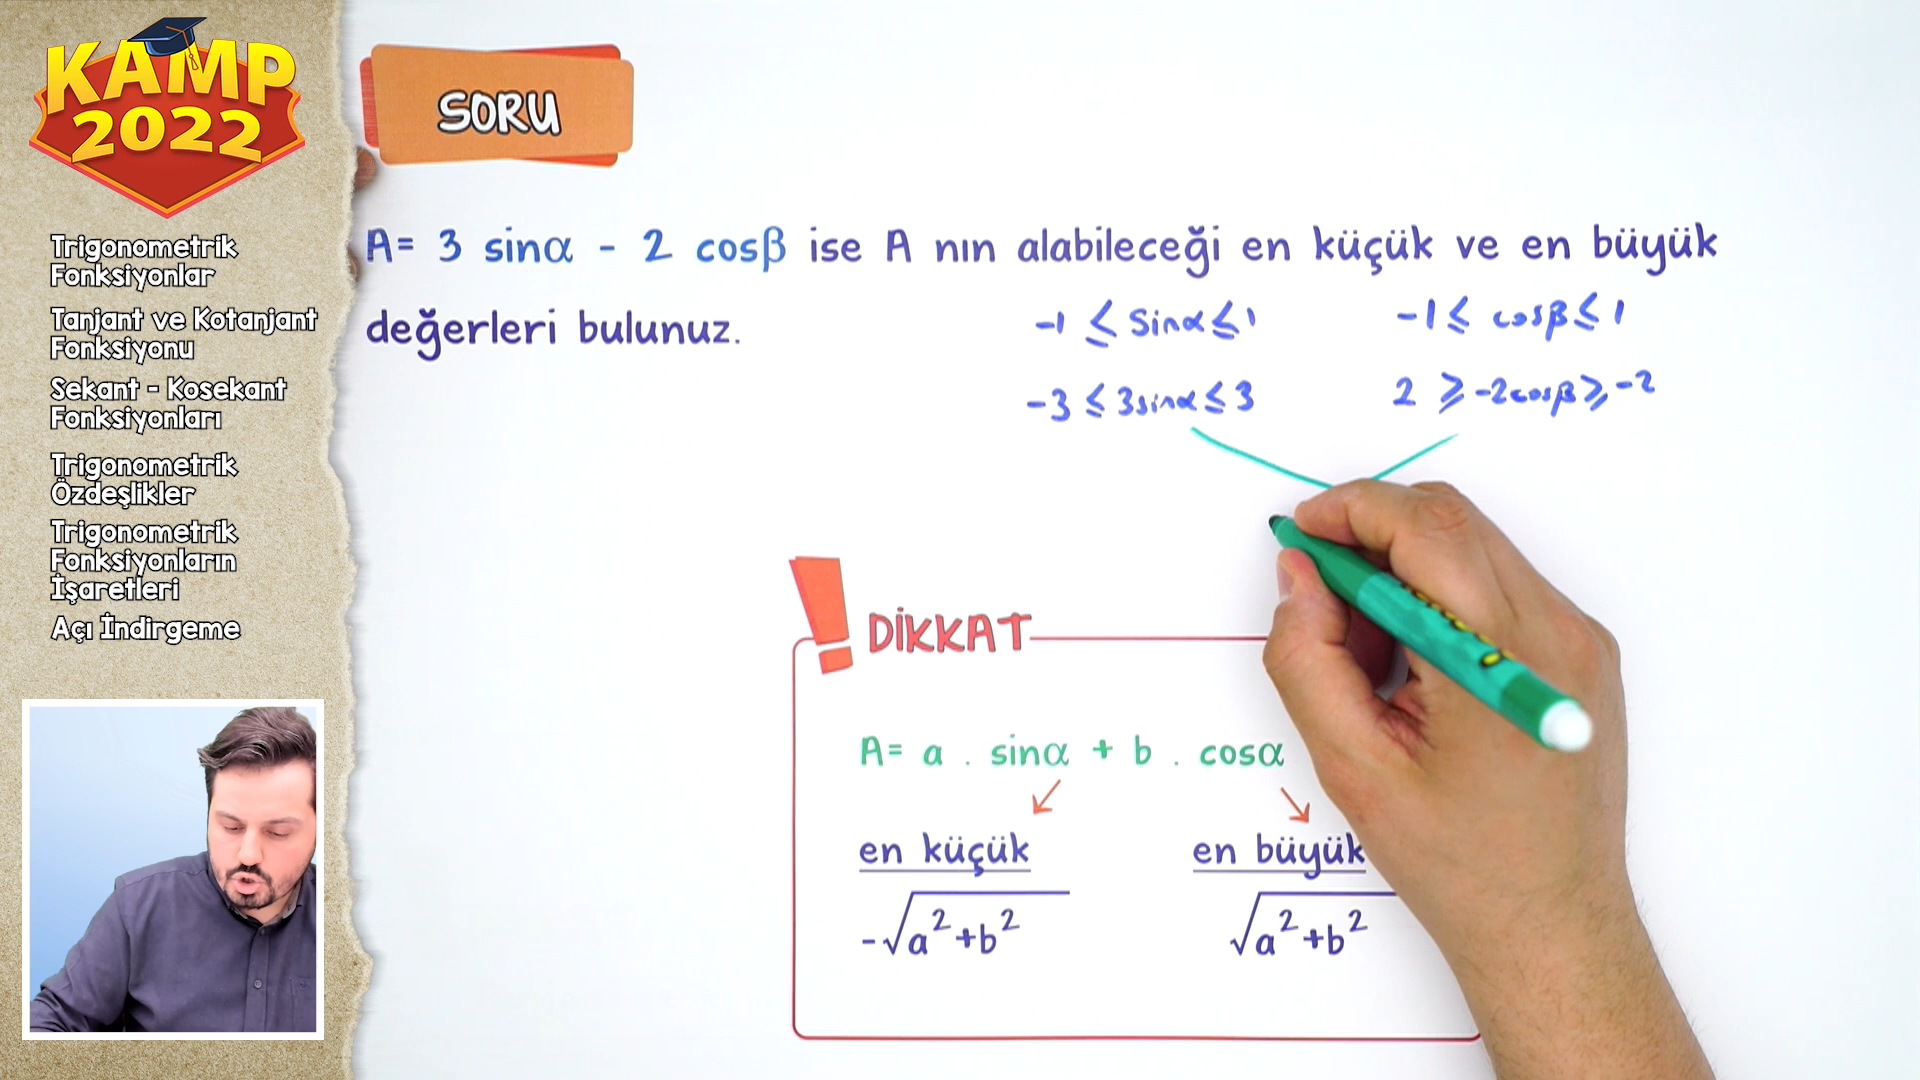 KAMP
2022
Trigonometrik
Fonksiyonlar
Tanjant ve Kotanjant
Fonksiyonu
Sekant - Kosekant
Fonksiyonları
Trigonometrik
Özdeşlikler
Trigonometrik
Fonksiyonların
İşaretleri
Açı İndirgeme
SORU
A= 3 sinα - 2 cosβ ise A nın alabileceği en küçük ve en büyük
değerleri bulunuz.
-1 ≤ Sinα ≤ 1
-1 ≤ cosβ ≤ 1
-3 ≤ 3sinα ≤ 3
2 ≥ -2cosβ ≥ -2
DİKKAT
A= a . sinα + b . cosα
en küçük
en büyük
-√a²+b²
√a²+b²